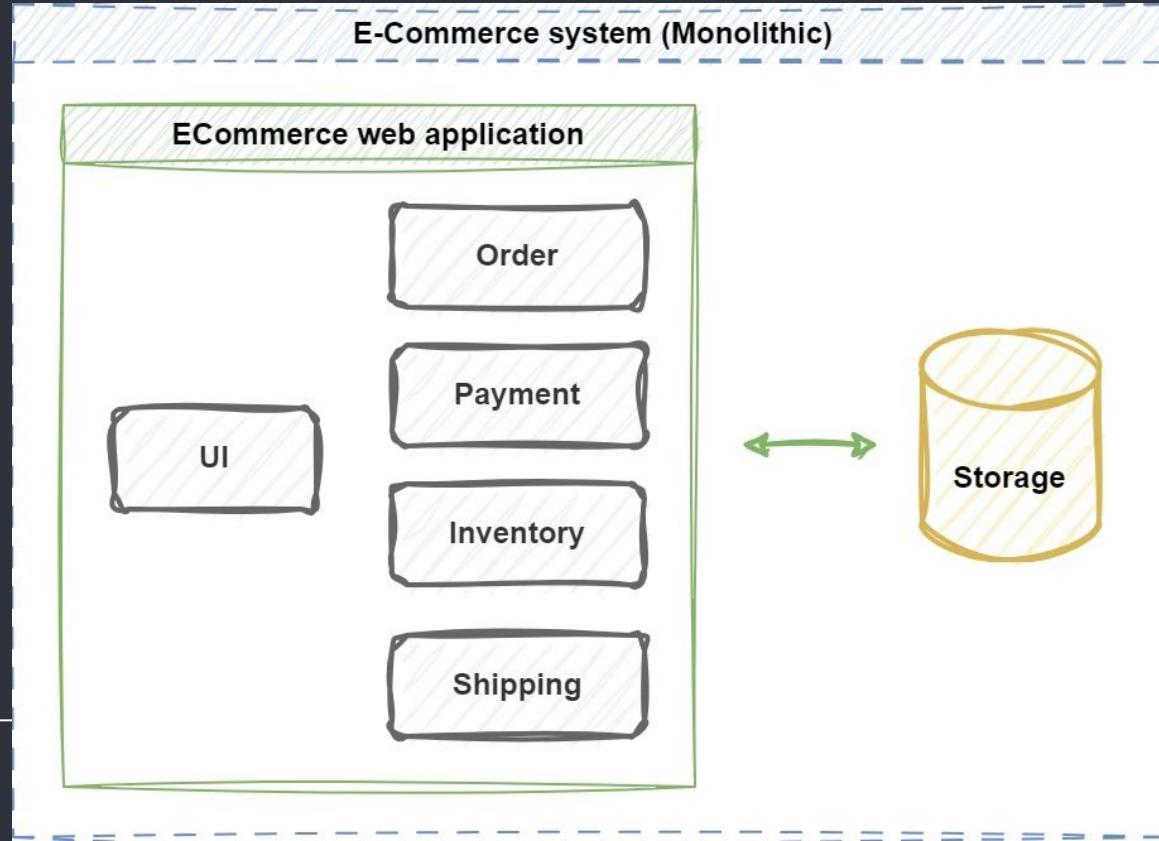 E-Commerce system (Monolithic)
ECommerce web application
Order
Payment
UI
Inventory
Shipping
Storage